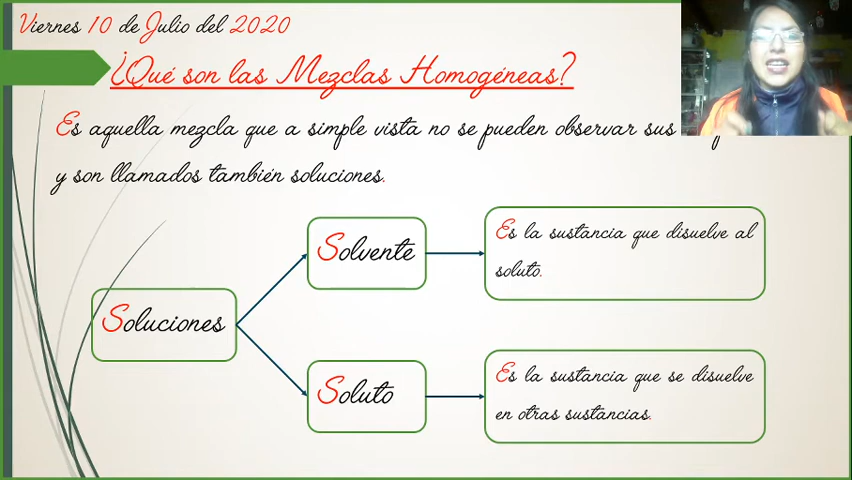 Viernes 10 de Julio del 2020
¿Qué son las Mezclas Homogéneas?
Es aquella mezcla que a simple vista no se pueden observar sus
y son llamados también soluciones.
Solvente
Es la sustancia que disuelve al
soluto.
Soluciones
Soluto
Es la sustancia que se disuelve
en otras sustancias.